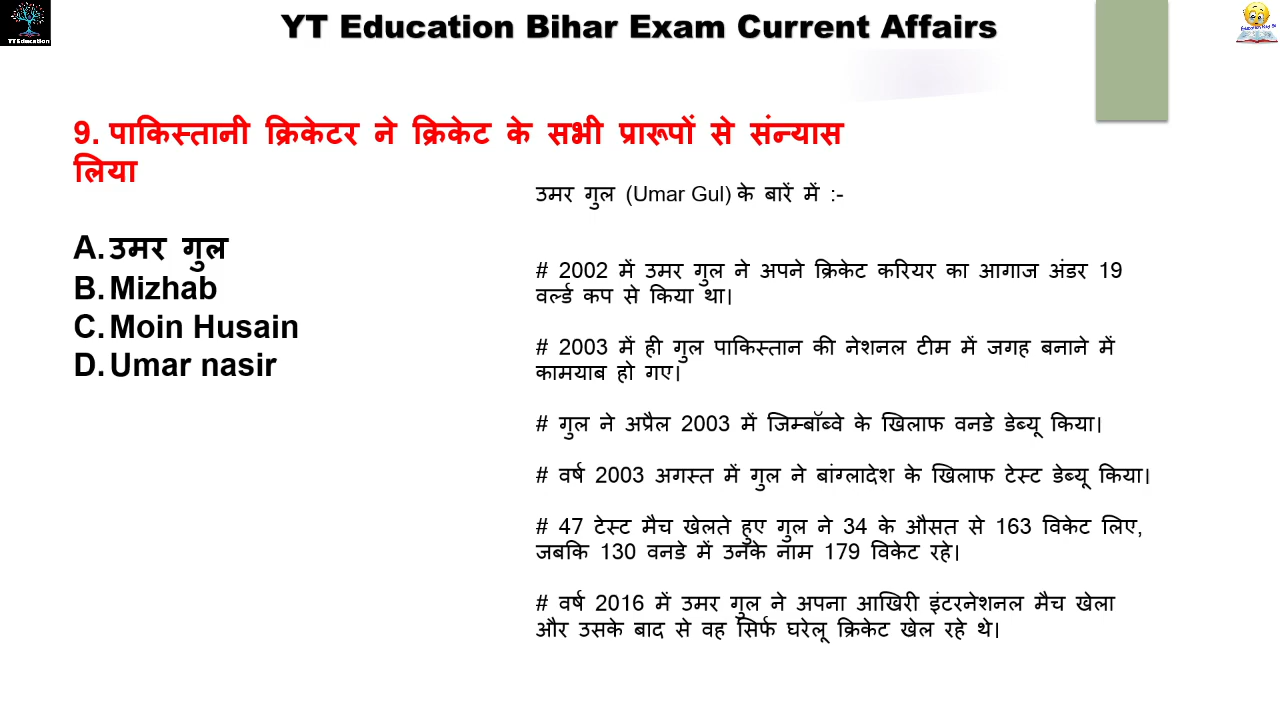 YT Education Bihar Exam Current Affairs
YT Education
9. पाकिस्तानी क्रिकेटर ने क्रिकेट के सभी प्रारूपों से संन्यास
लिया
A. उमर गुल
B. Mizhab
C. Moin Husain
D. Umar nasir
उमर गुल (Umar Gul) के बारें में :-
# 2002 में उमर गुल ने अपने क्रिकेट करियर का आगाज अंडर 19
वर्ल्ड कप से किया था।
# 2003 में ही गुल पाकिस्तान की नेशनल टीम में जगह बनाने में
कामयाब हो गए।
# गुल ने अप्रैल 2003 में जिम्बॉब्वे के खिलाफ वनडे डेब्यू किया।
# वर्ष 2003 अगस्त में गुल ने बांग्लादेश के खिलाफ टेस्ट डेब्यू किया।
# 47 टेस्ट मैच खेलते हुए गुल ने 34 के औसत से 163 विकेट लिए,
जबकि 130 वनडे में उनके नाम 179 विकेट रहे।
# वर्ष 2016 में उमर गुल ने अपना आखिरी इंटरनेशनल मैच खेला
और उसके बाद से वह सिर्फ घरेलू क्रिकेट खेल रहे थे।